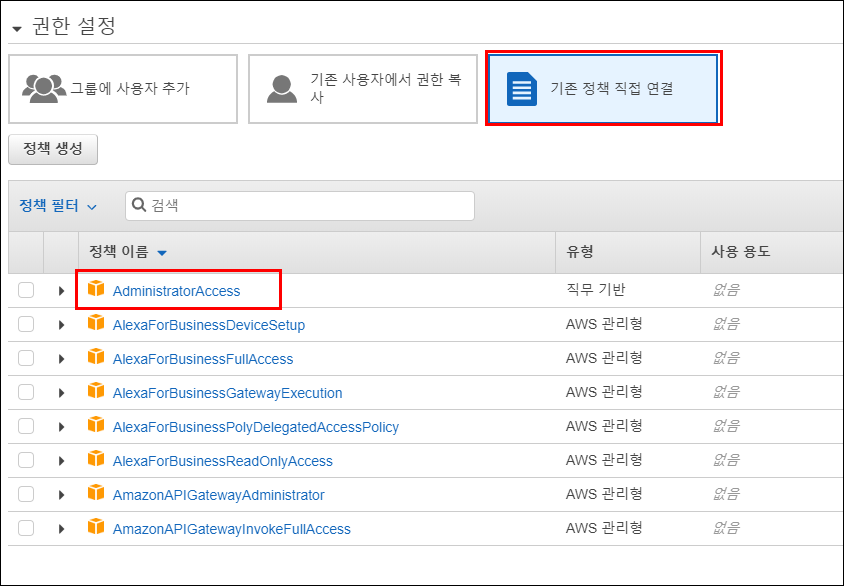 권한 설정
그룹에 사용자 추가
기존 사용자에서 권한 복
사
기존 정책 직접 연결
정책 생성
정책 필터
검색
정책 이름 유형 사용 용도
AdministratorAccess 직무 기반 없음
AlexaForBusinessDeviceSetup AWS 관리형 없음
AlexaForBusinessFullAccess AWS 관리형 없음
AlexaForBusinessGatewayExecution AWS 관리형 없음
AlexaForBusinessPolyDelegatedAccessPolicy AWS 관리형 없음
AlexaForBusinessReadOnlyAccess AWS 관리형 없음
AmazonAPIGatewayAdministrator AWS 관리형 없음
AmazonAPIGatewayInvokeFullAccess AWS 관리형 없음